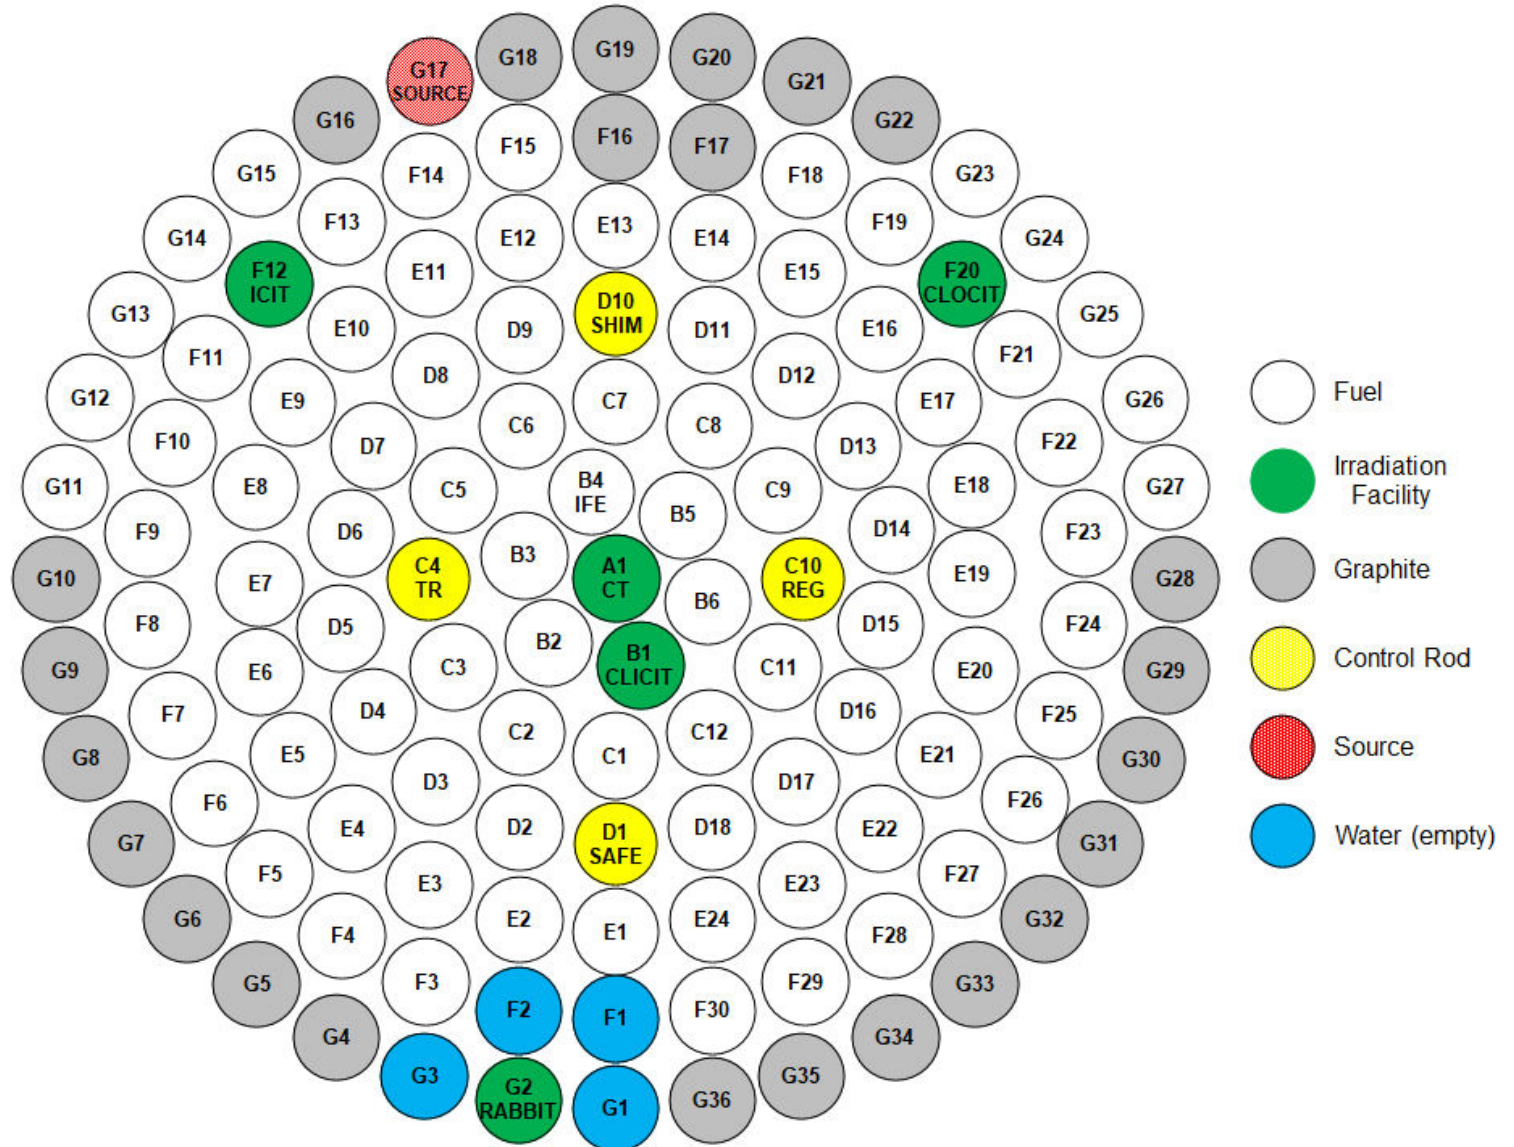 G19
G18
G20
G17
SOURCE
G21
G16
G22
F16
F15
F17
G15
F14
F18
G23
F13
F19
E13
G14
E12
E14
G24
F12
ICIT
E11
E15
F20
CLOCIT
G13
D10
SHIM
G25
E10
D9
D11
E16
F11
F21
D8
D12
G12
E9
C7
E17
G26
Fuel
F10
D7
C6
C8
D13
F22
G11
E8
C5
B4
IFE
C9
E18
G27
Irradiation
Facility
F9
D6
B5
D14
F23
B3
G10
E7
C4
TR
A1
CT
C10
REG
E19
G28
Graphite
B6
F8
D5
D15
F24
B2
G9
E6
C3
B1
CLICIT
C11
E20
G29
Control Rod
F7
D4
D16
F25
C2
C12
G8
E5
C1
E21
G30
Source
D3
D17
F6
F26
G7
E4
D2
D1
SAFE
D18
E22
G31
Water (empty)
F5
E3
E23
F27
G6
E2
E24
G32
F4
E1
F28
G5
F3
F29
G33
F2
F1
F30
G4
G34
G3
G35
G2
RABBIT
G1
G36